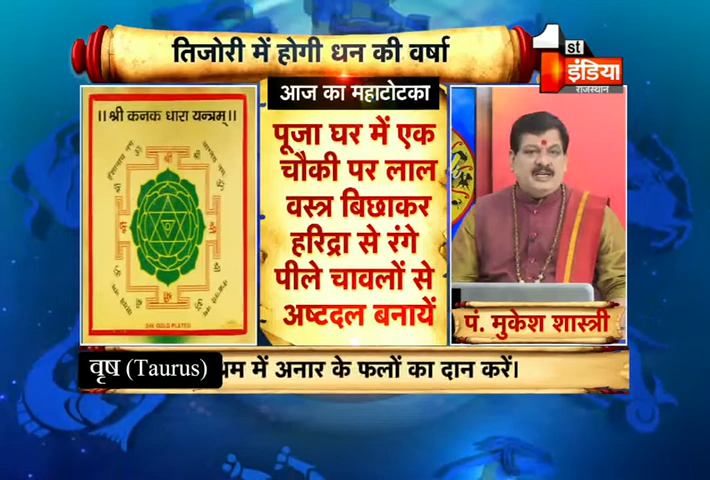 तिजोरी में होगी धन की वर्षा
1st
इंडिया
राजस्थान
आज का महाटोटका
।।श्री कनक धारा यन्त्रम्।।
पूजा घर में एक
चौकी पर लाल
वस्त्र बिछाकर
हरिद्रा से रंगे
पीले चावलों से
अष्टदल बनायें
24K GOLD PLATED
पं. मुकेश शास्त्री
वृष (Taurus)
में अनार के फलों का दान करें।